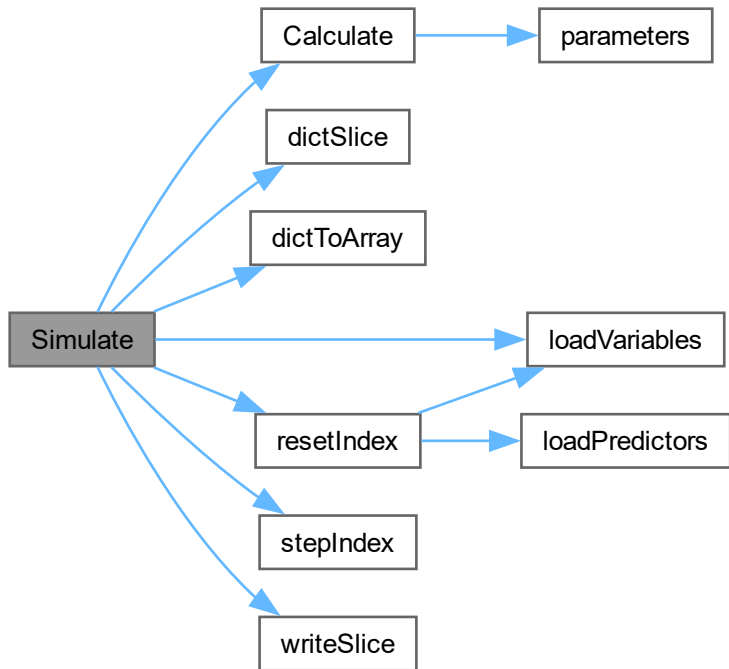 Calculate
parameters
dictSlice
dictToArray
Simulate
loadVariables
resetIndex
loadPredictors
stepIndex
writeSlice